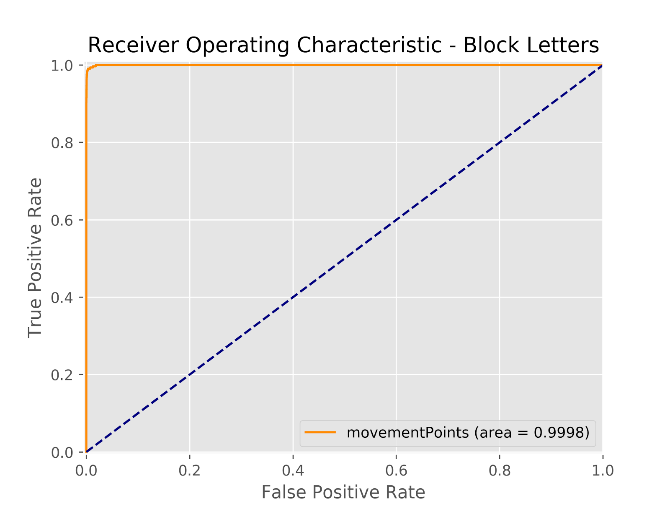 Receiver Operating Characteristic - Block Letters
1.0
0.8
0.6
0.4
0.2
0.0
True Positive Rate
movementPoints (area = 0.9998)
0.0 0.2 0.4 0.6 0.8 1.0
False Positive Rate